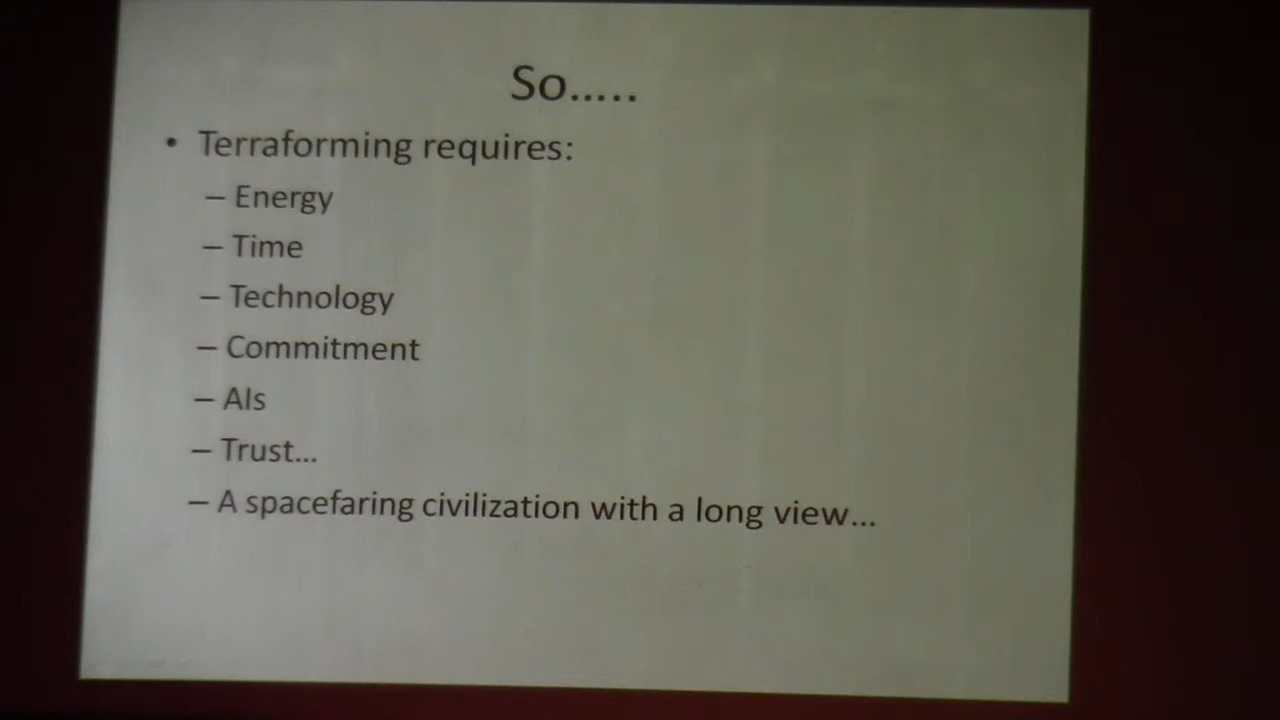 So.....
• Terraforming requires:
– Energy
– Time
– Technology
– Commitment
– AIs
– Trust...
– A spacefaring civilization with a long view...